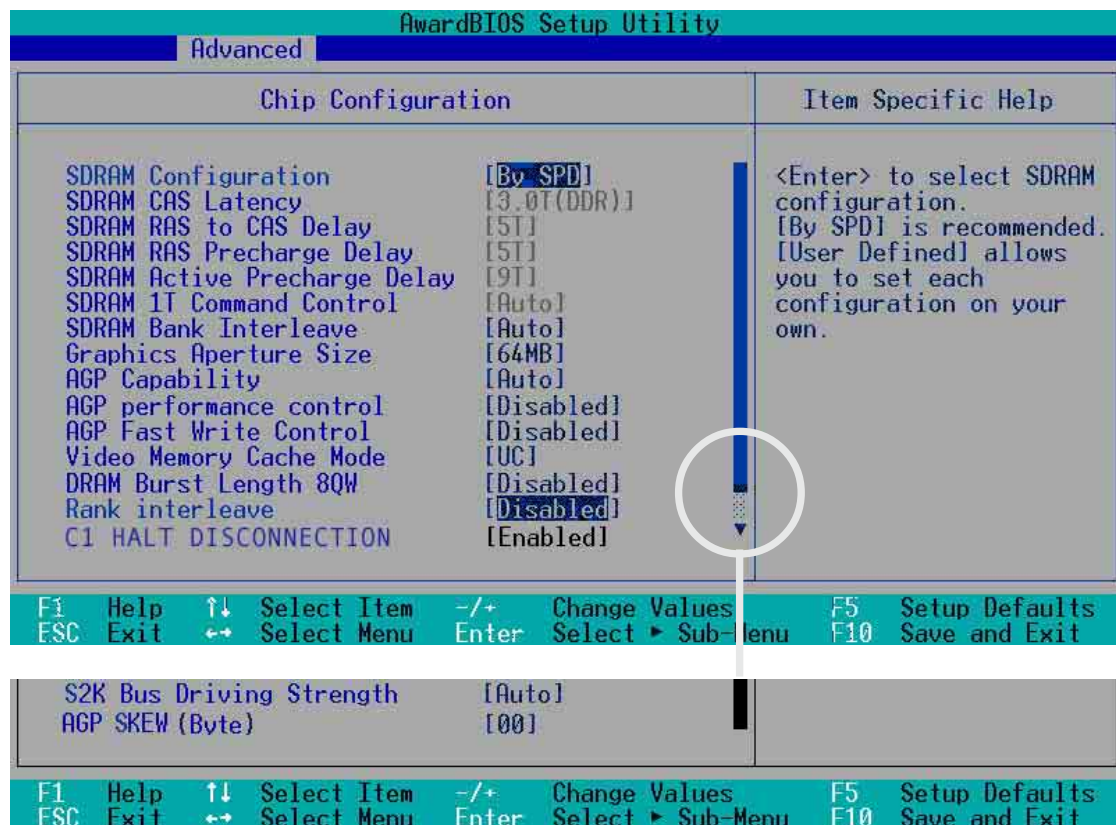 AwardBIOS Setup Utility
Advanced
Chip Configuration
Item Specific Help
SDRAM Configuration [By SPD]
SDRAM CAS Latency [3.0T(DDR)]
SDRAM RAS to CAS Delay [5T]
SDRAM RAS Precharge Delay [5T]
SDRAM Active Precharge Delay [9T]
SDRAM 1T Command Control [Auto]
SDRAM Bank Interleave [Auto]
Graphics Aperture Size [64MB]
AGP Capability [Auto]
AGP performance control [Disabled]
AGP Fast Write Control [Disabled]
Video Memory Cache Mode [UC]
DRAM Burst Length 8QW [Disabled]
Rank interleave [Disabled]
C1 HALT DISCONNECTION [Enabled]
<Enter> to select SDRAM
configuration.
[By SPD] is recommended.
[User Defined] allows
you to set each
configuration on your
own.
F1 Help ↑↓ Select Item -/+ Change Values F5 Setup Defaults
ESC Exit ←→ Select Menu Enter Select ► Sub-Menu F10 Save and Exit
S2K Bus Driving Strength [Auto]
AGP SKEW (Byte) [00]
F1 Help ↑↓ Select Item -/+ Change Values F5 Setup Defaults
ESC Exit ←→ Select Menu Enter Select ► Sub-Menu F10 Save and Exit